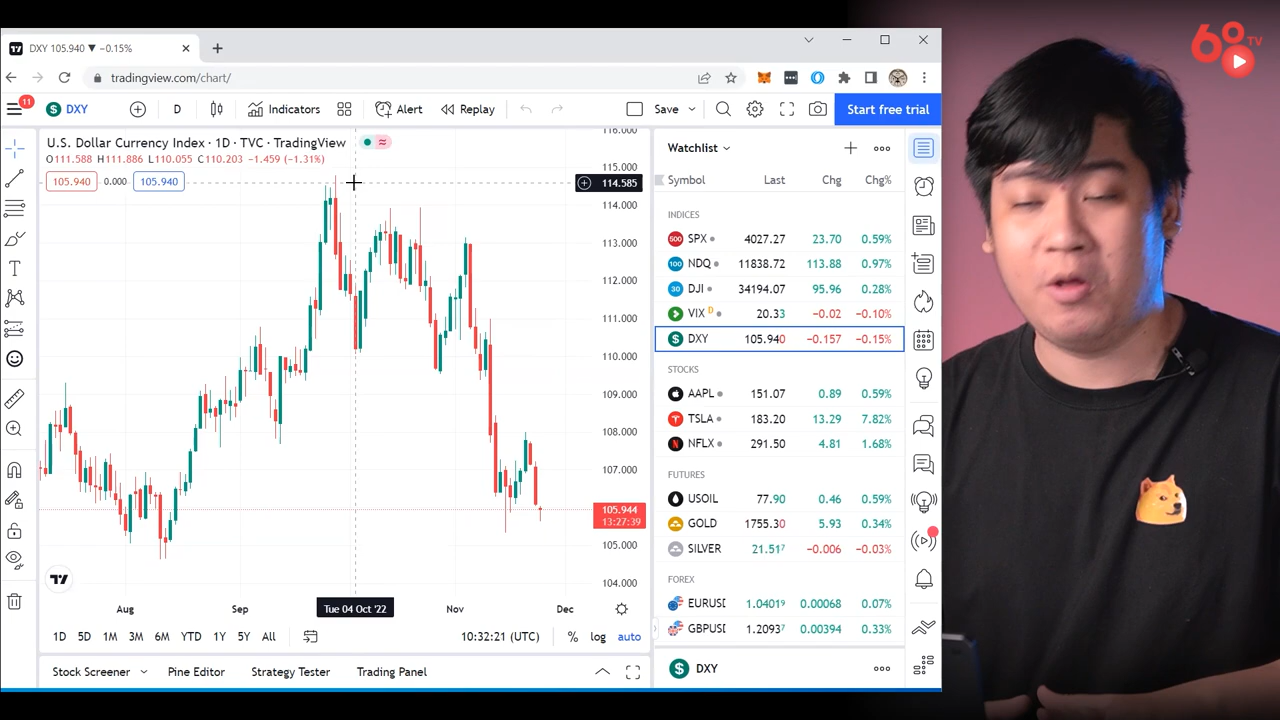 DXY 105.940 ▼ −0.15%
tradingview.com/chart/
11
DXY
D
Indicators
Alert
Replay
Save
Start free trial
U.S. Dollar Currency Index · 1D · TVC · TradingView
O111.588 H111.886 L110.055 C110.203 −1.459 (−1.31%)
105.940 0.000 105.940
116.000
115.000
114.585
114.000
113.000
112.000
111.000
110.000
109.000
108.000
107.000
105.944
13:27:39
105.000
104.000
Aug Sep Tue 04 Oct '22 Nov Dec
1D 5D 1M 3M 6M YTD 1Y 5Y All
10:32:21 (UTC) % log auto
Stock Screener Pine Editor Strategy Tester Trading Panel
Watchlist
Symbol Last Chg Chg%
INDICES
500 SPX 4027.27 23.70 0.59%
100 NDQ 11838.72 113.88 0.97%
30 DJI 34194.07 95.96 0.28%
VIX D 20.33 −0.02 −0.10%
DXY 105.940 −0.157 −0.15%
STOCKS
AAPL 151.07 0.89 0.59%
TSLA 183.20 13.29 7.82%
NFLX 291.50 4.81 1.68%
FUTURES
USOIL 77.90 0.46 0.59%
GOLD 1755.30 5.93 0.34%
SILVER 21.517 −0.006 −0.03%
FOREX
EURUSD 1.04019 0.00068 0.07%
GBPUSD 1.20937 0.00394 0.33%
DXY
68 TV